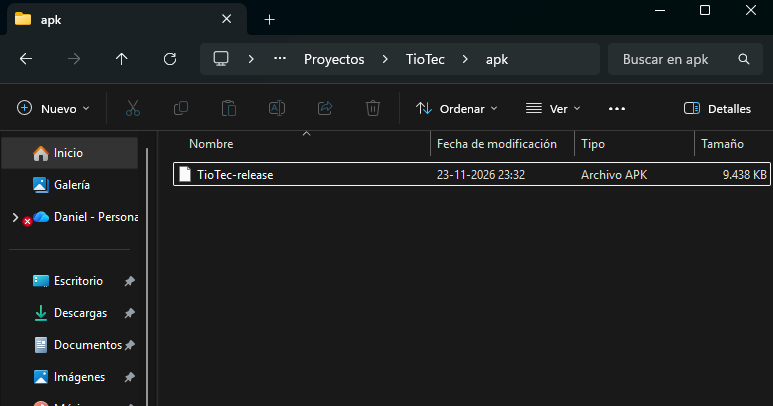 apk
Proyectos
TioTec
apk
Buscar en apk
Nuevo
Ordenar
Ver
Detalles
Nombre
Fecha de modificación
Tipo
Tamaño
Inicio
Galería
Daniel - Persona
Escritorio
Descargas
Documentos
Imágenes
TioTec-release
23-11-2026 23:32
Archivo APK
9.438 KB